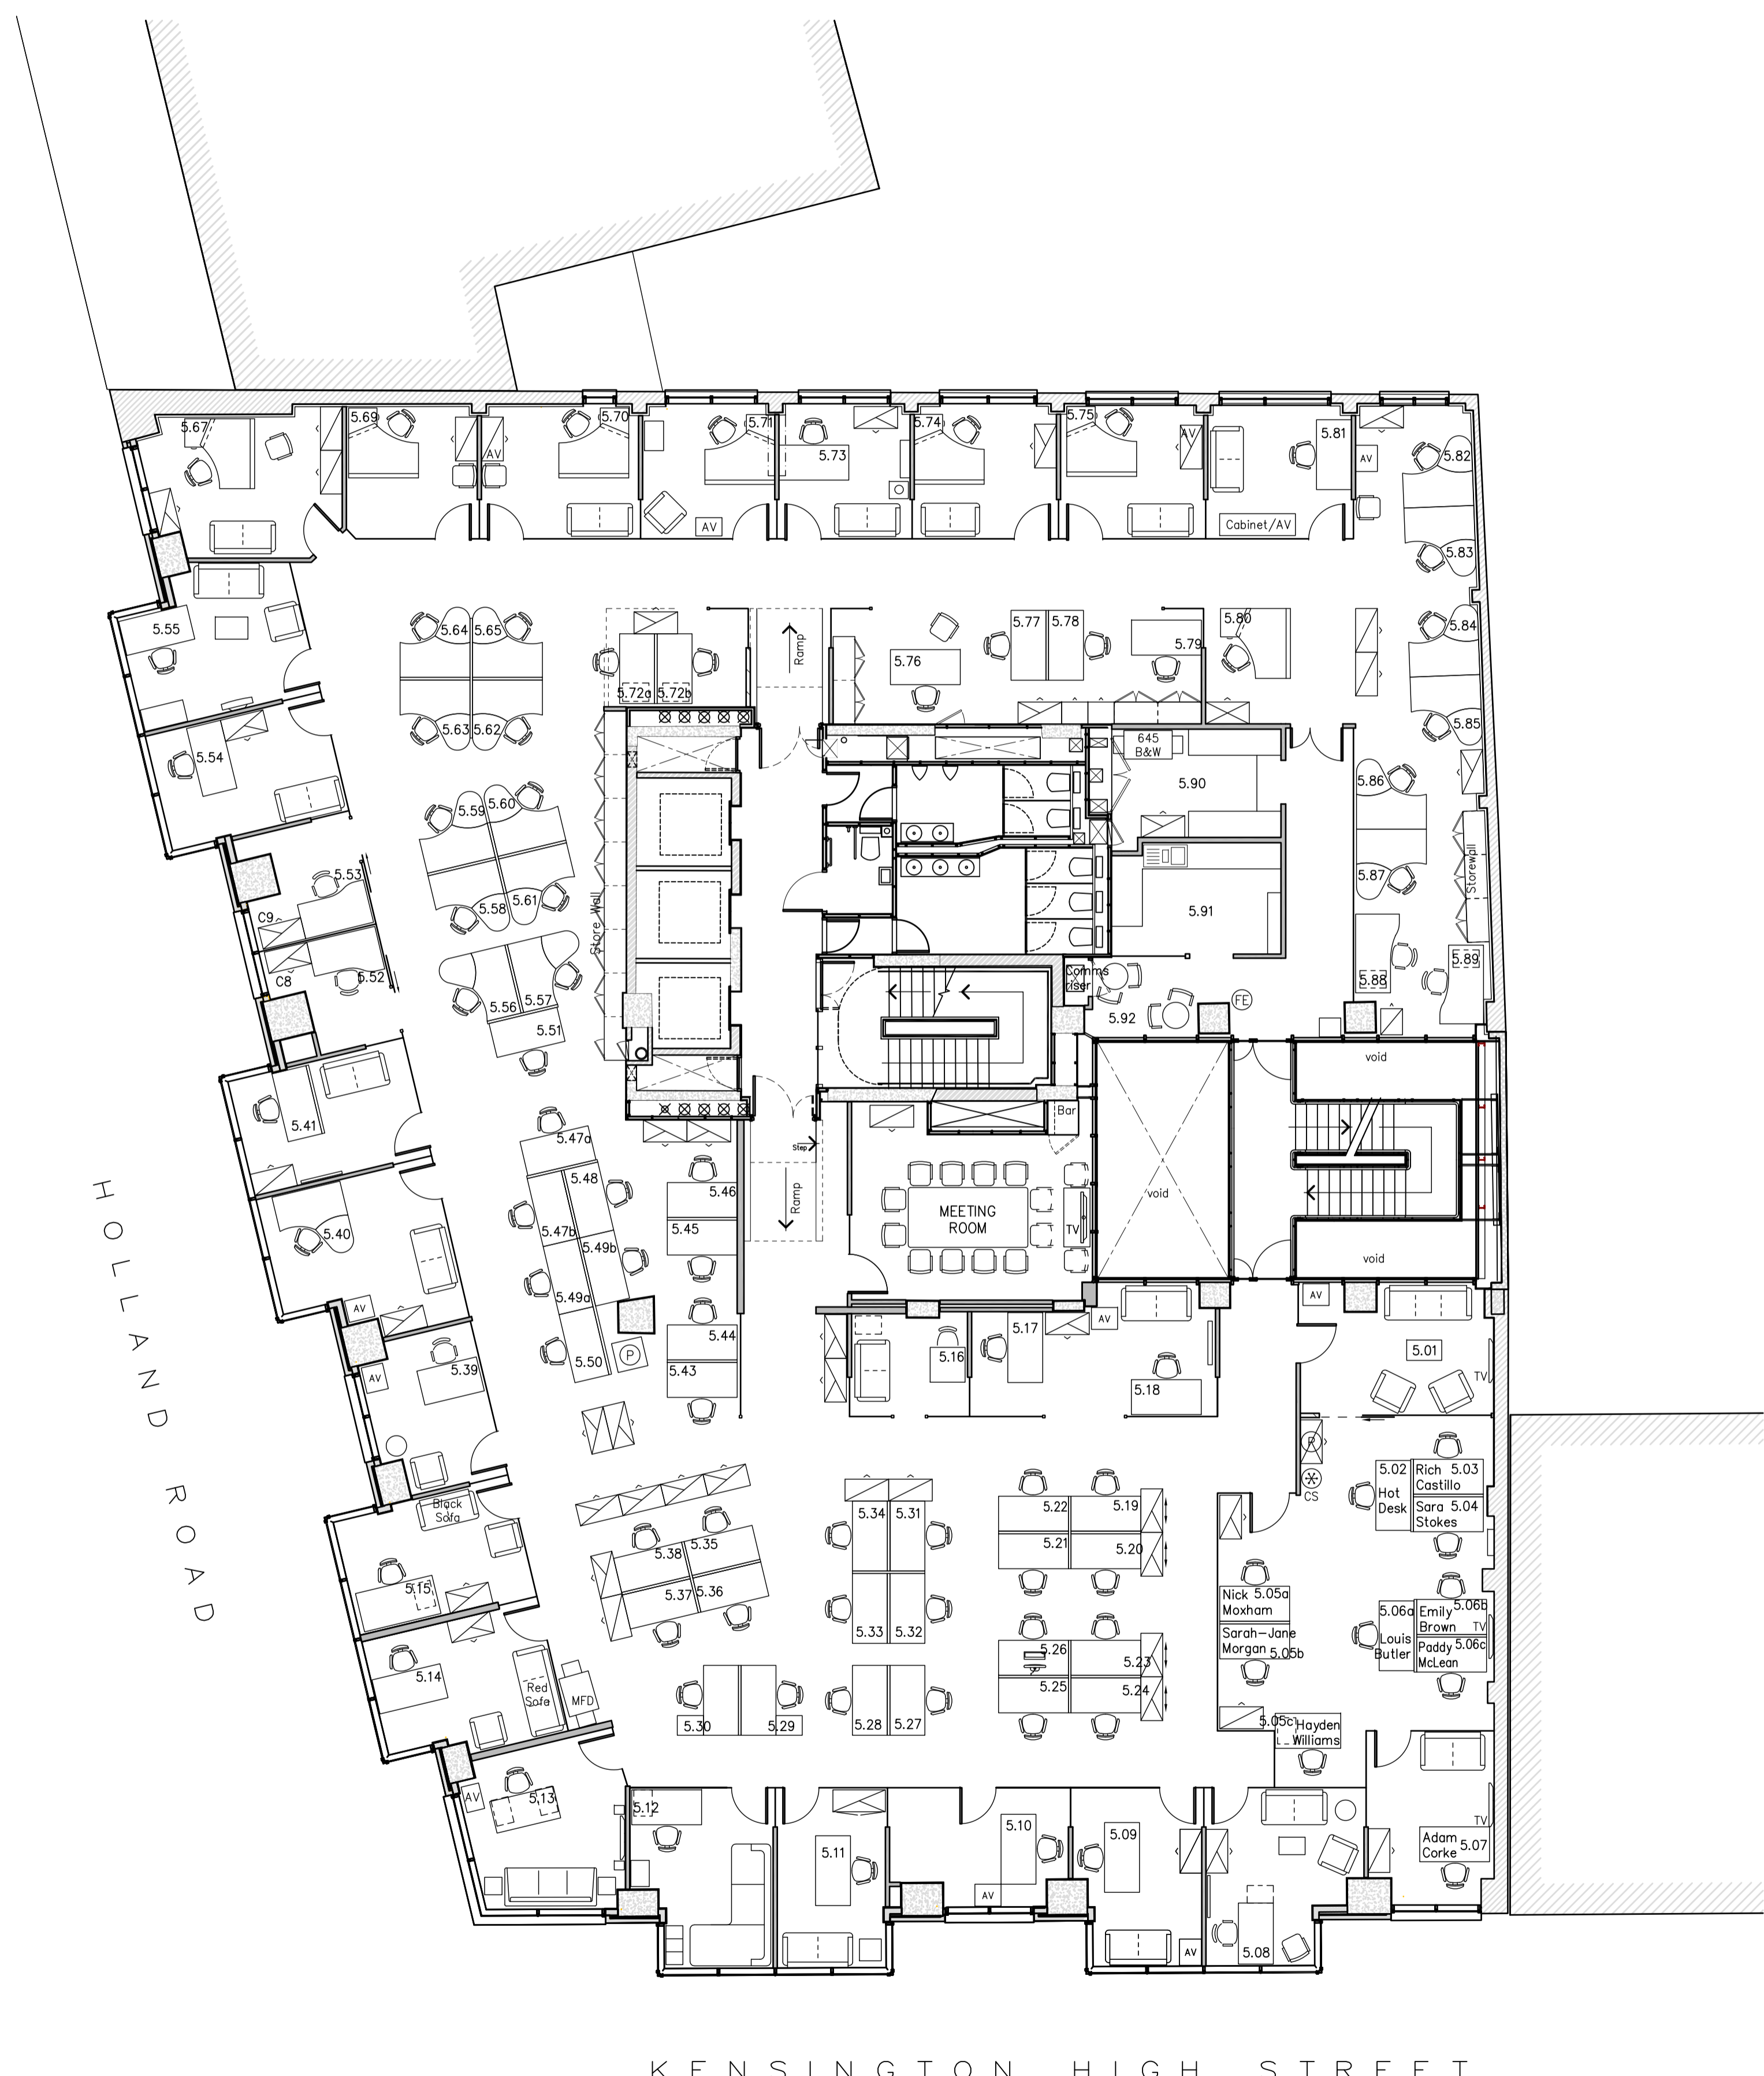 5.67
5.69
5.70
5.71
5.73
5.74
5.75
5.81
5.82
AV
AV
AV
AV
Cabinet/AV
5.83
5.55
5.64
5.65
5.63
5.62
5.72a
5.72b
Ramp
5.76
5.77
5.78
5.79
5.80
5.84
5.85
5.54
645
B&W
5.90
5.86
5.59
5.60
5.58
5.61
5.53
C9
5.52
C8
Store Wall
5.91
5.87
Storewall
5.56
5.57
5.51
Comms
riser
5.92
FE
5.88
5.89
void
5.41
5.47a
5.48
5.47b
5.49b
5.49a
5.50
P
5.46
5.45
5.44
5.43
Step
Ramp
Bar
MEETING
ROOM
TV
void
void
5.40
AV
5.39
AV
5.16
5.17
AV
5.18
AV
5.01
TV
P
CS
5.02
Hot
Desk
Rich 5.03
Castillo
Sara 5.04
Stokes
Black
Sofa
5.15
5.38
5.35
5.37
5.36
5.34
5.31
5.33
5.32
5.22
5.19
5.21
5.20
Nick 5.05a
Moxham
Sarah-Jane
Morgan 5.05b
5.06a
Louis
Butler
Emily 5.06b
Brown TV
Paddy 5.06c
McLean
5.14
Red
Sofa
MFD
5.30
5.29
5.28
5.27
5.26
5.23
5.25
5.24
5.05c
Hayden
Williams
AV
5.13
5.12
5.11
5.10
AV
5.09
AV
5.08
TV
Adam 5.07
Corke
HOLLAND ROAD
KENSINGTON HIGH STREET